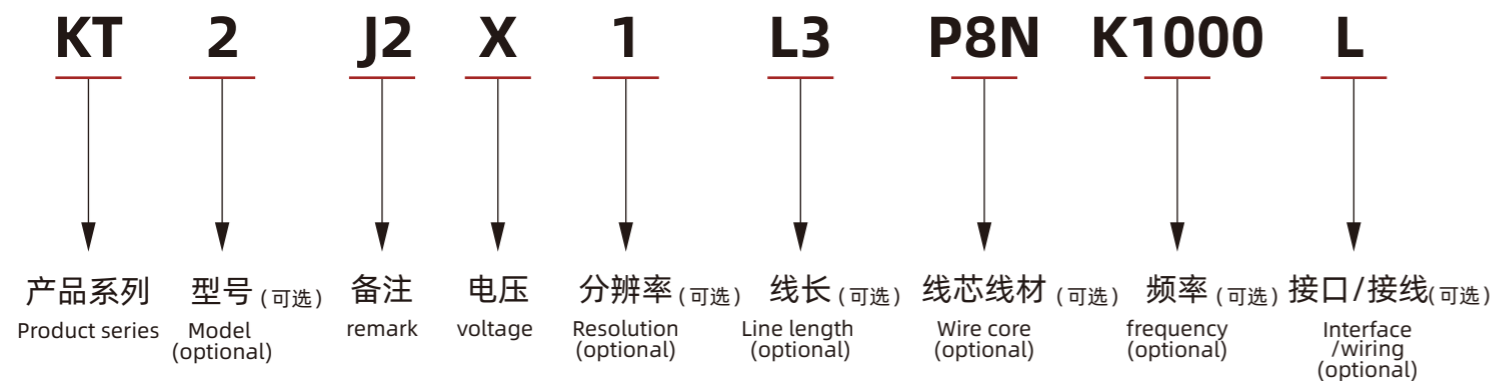 KT 2 J2 X 1 L3 P8N K1000 L
产品系列 型号(可选) 备注 电压 分辨率(可选) 线长(可选) 线芯线材(可选) 频率(可选) 接口/接线(可选)
Product series Model remark voltage Resolution Line length Wire core frequency Interface
(optional) (optional) (optional) (optional) (optional) /wiring
(optional)